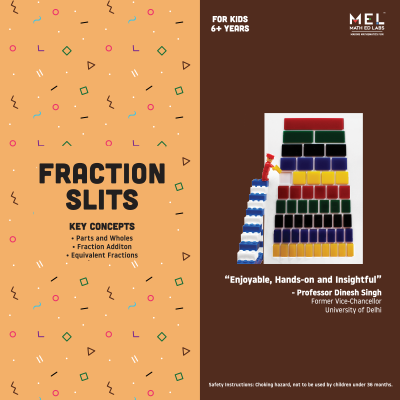 FOR KIDS
6+ YEARS
MEL
MATH ED LABS
FRACTION
SLITS
KEY CONCEPTS
• Parts and Wholes
• Fraction Additon
• Equivalent Fractions
“Enjoyable, Hands-on and Insightful”
- Professor Dinesh Singh
Former Vice-Chancellor
University of Delhi
Safety Instructions: Choking hazard, not to be used by children under 36 months.